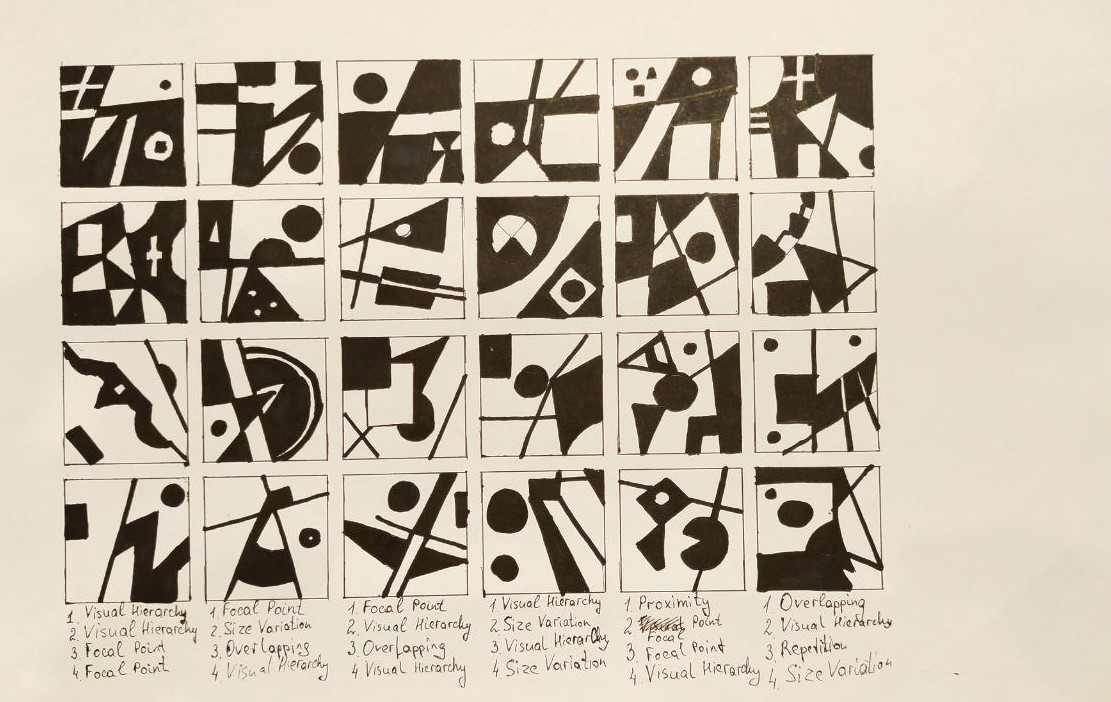 1. Visual Hierarchy
2. Visual Hierarchy
3. Focal Point
4. Focal Point
1. Focal Point
2. Size Variation
3. Overlapping
4. Visual Hierarchy
1. Focal Point
2. Visual Hierarchy
3. Overlapping
4. Visual Hierarchy
1. Visual Hierarchy
2. Size Variation
3. Visual Hierarchy
4. Size Variation
1. Proximity
2 Point
Focal
3. Focal Point
4. Visual Hierarchy
1. Overlapping
2 Visual Hierarchy
3. Repetition
4. Size Variation